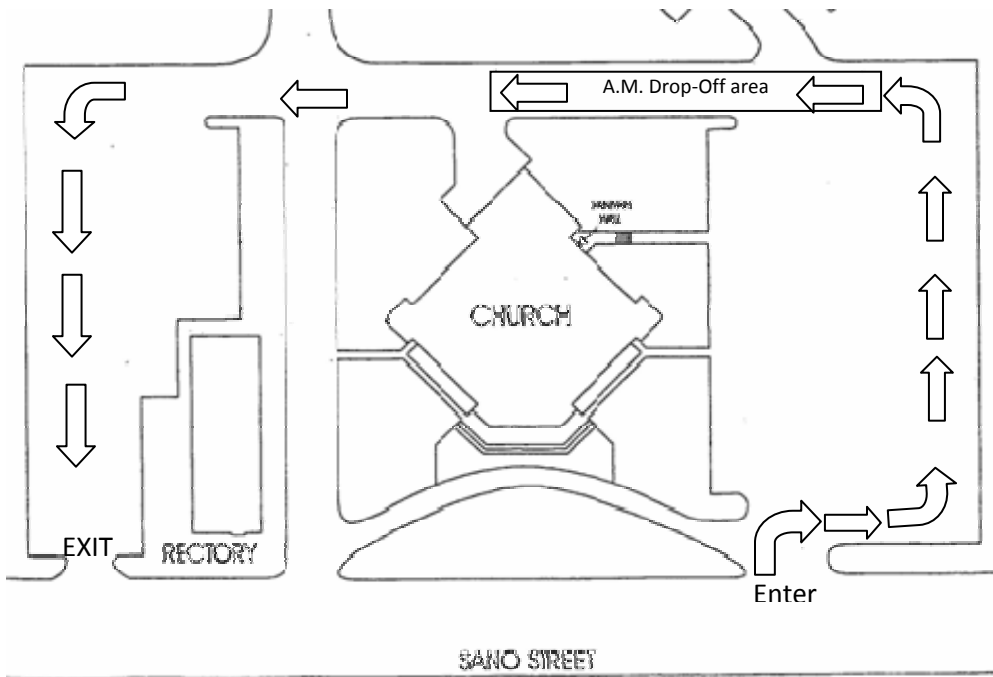 A.M. Drop-Off area
CHURCH
EXIT
RECTORY
Enter
SANO STREET